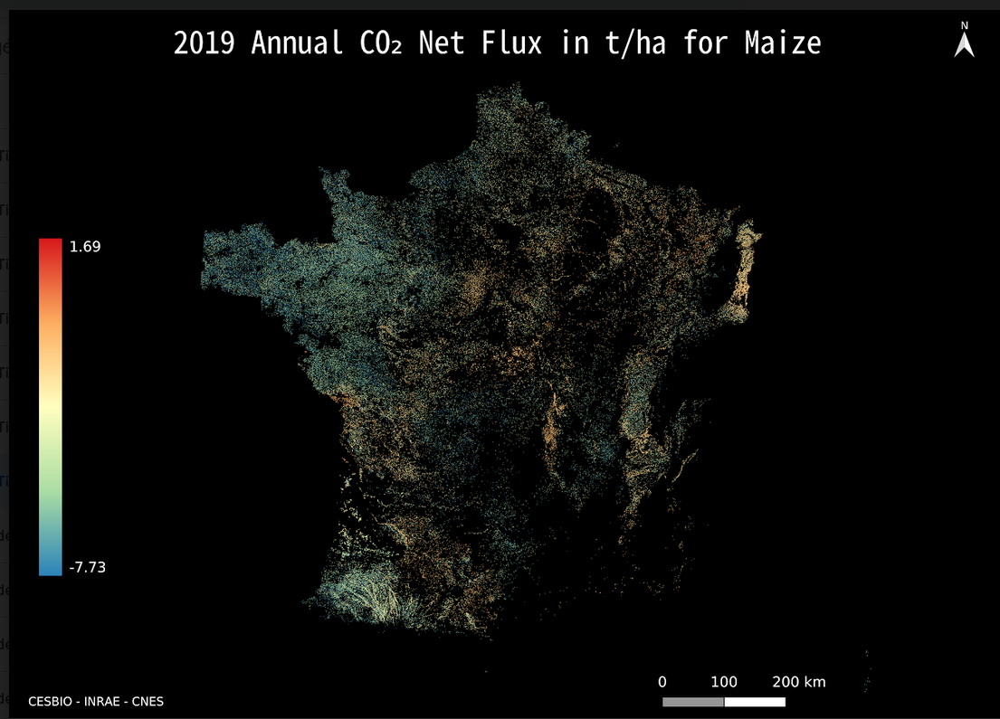 2019 Annual CO₂ Net Flux in t/ha for Maize
N
1.69
-7.73
0 100 200 km
CESBIO - INRAE - CNES